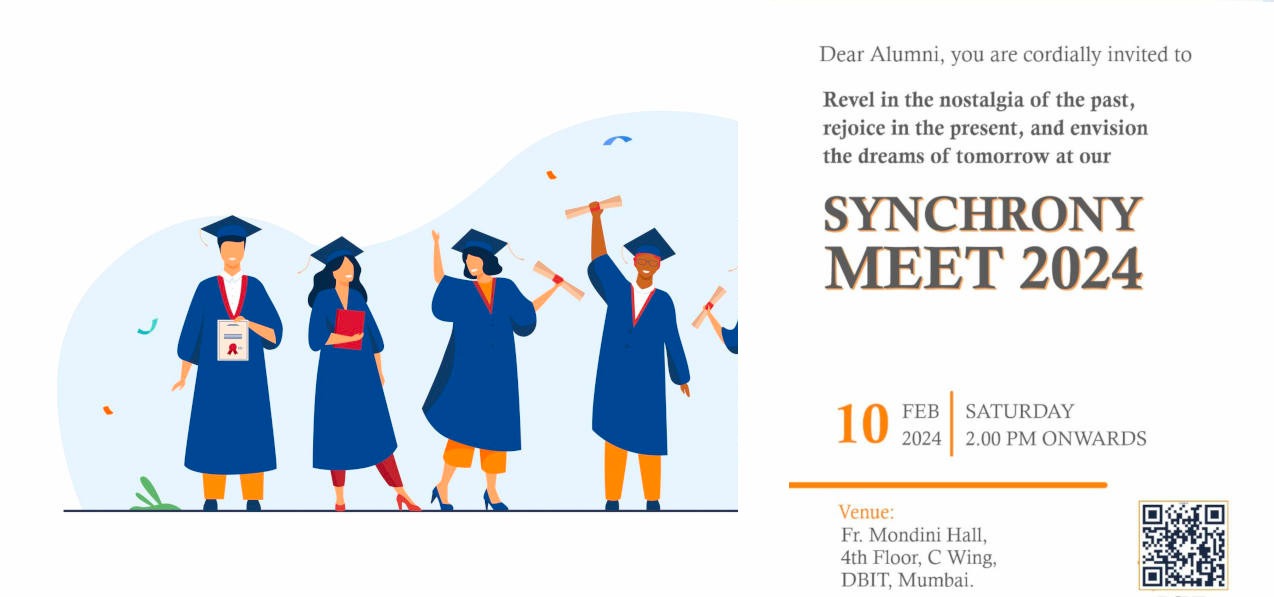 Dear Alumni, you are cordially invited to
Revel in the nostalgia of the past,
rejoice in the present, and envision
the dreams of tomorrow at our
SYNCHRONY
MEET 2024
10 FEB 2024
SATURDAY
2.00 PM ONWARDS
Venue:
Fr. Mondini Hall,
4th Floor, C Wing,
DBIT, Mumbai.